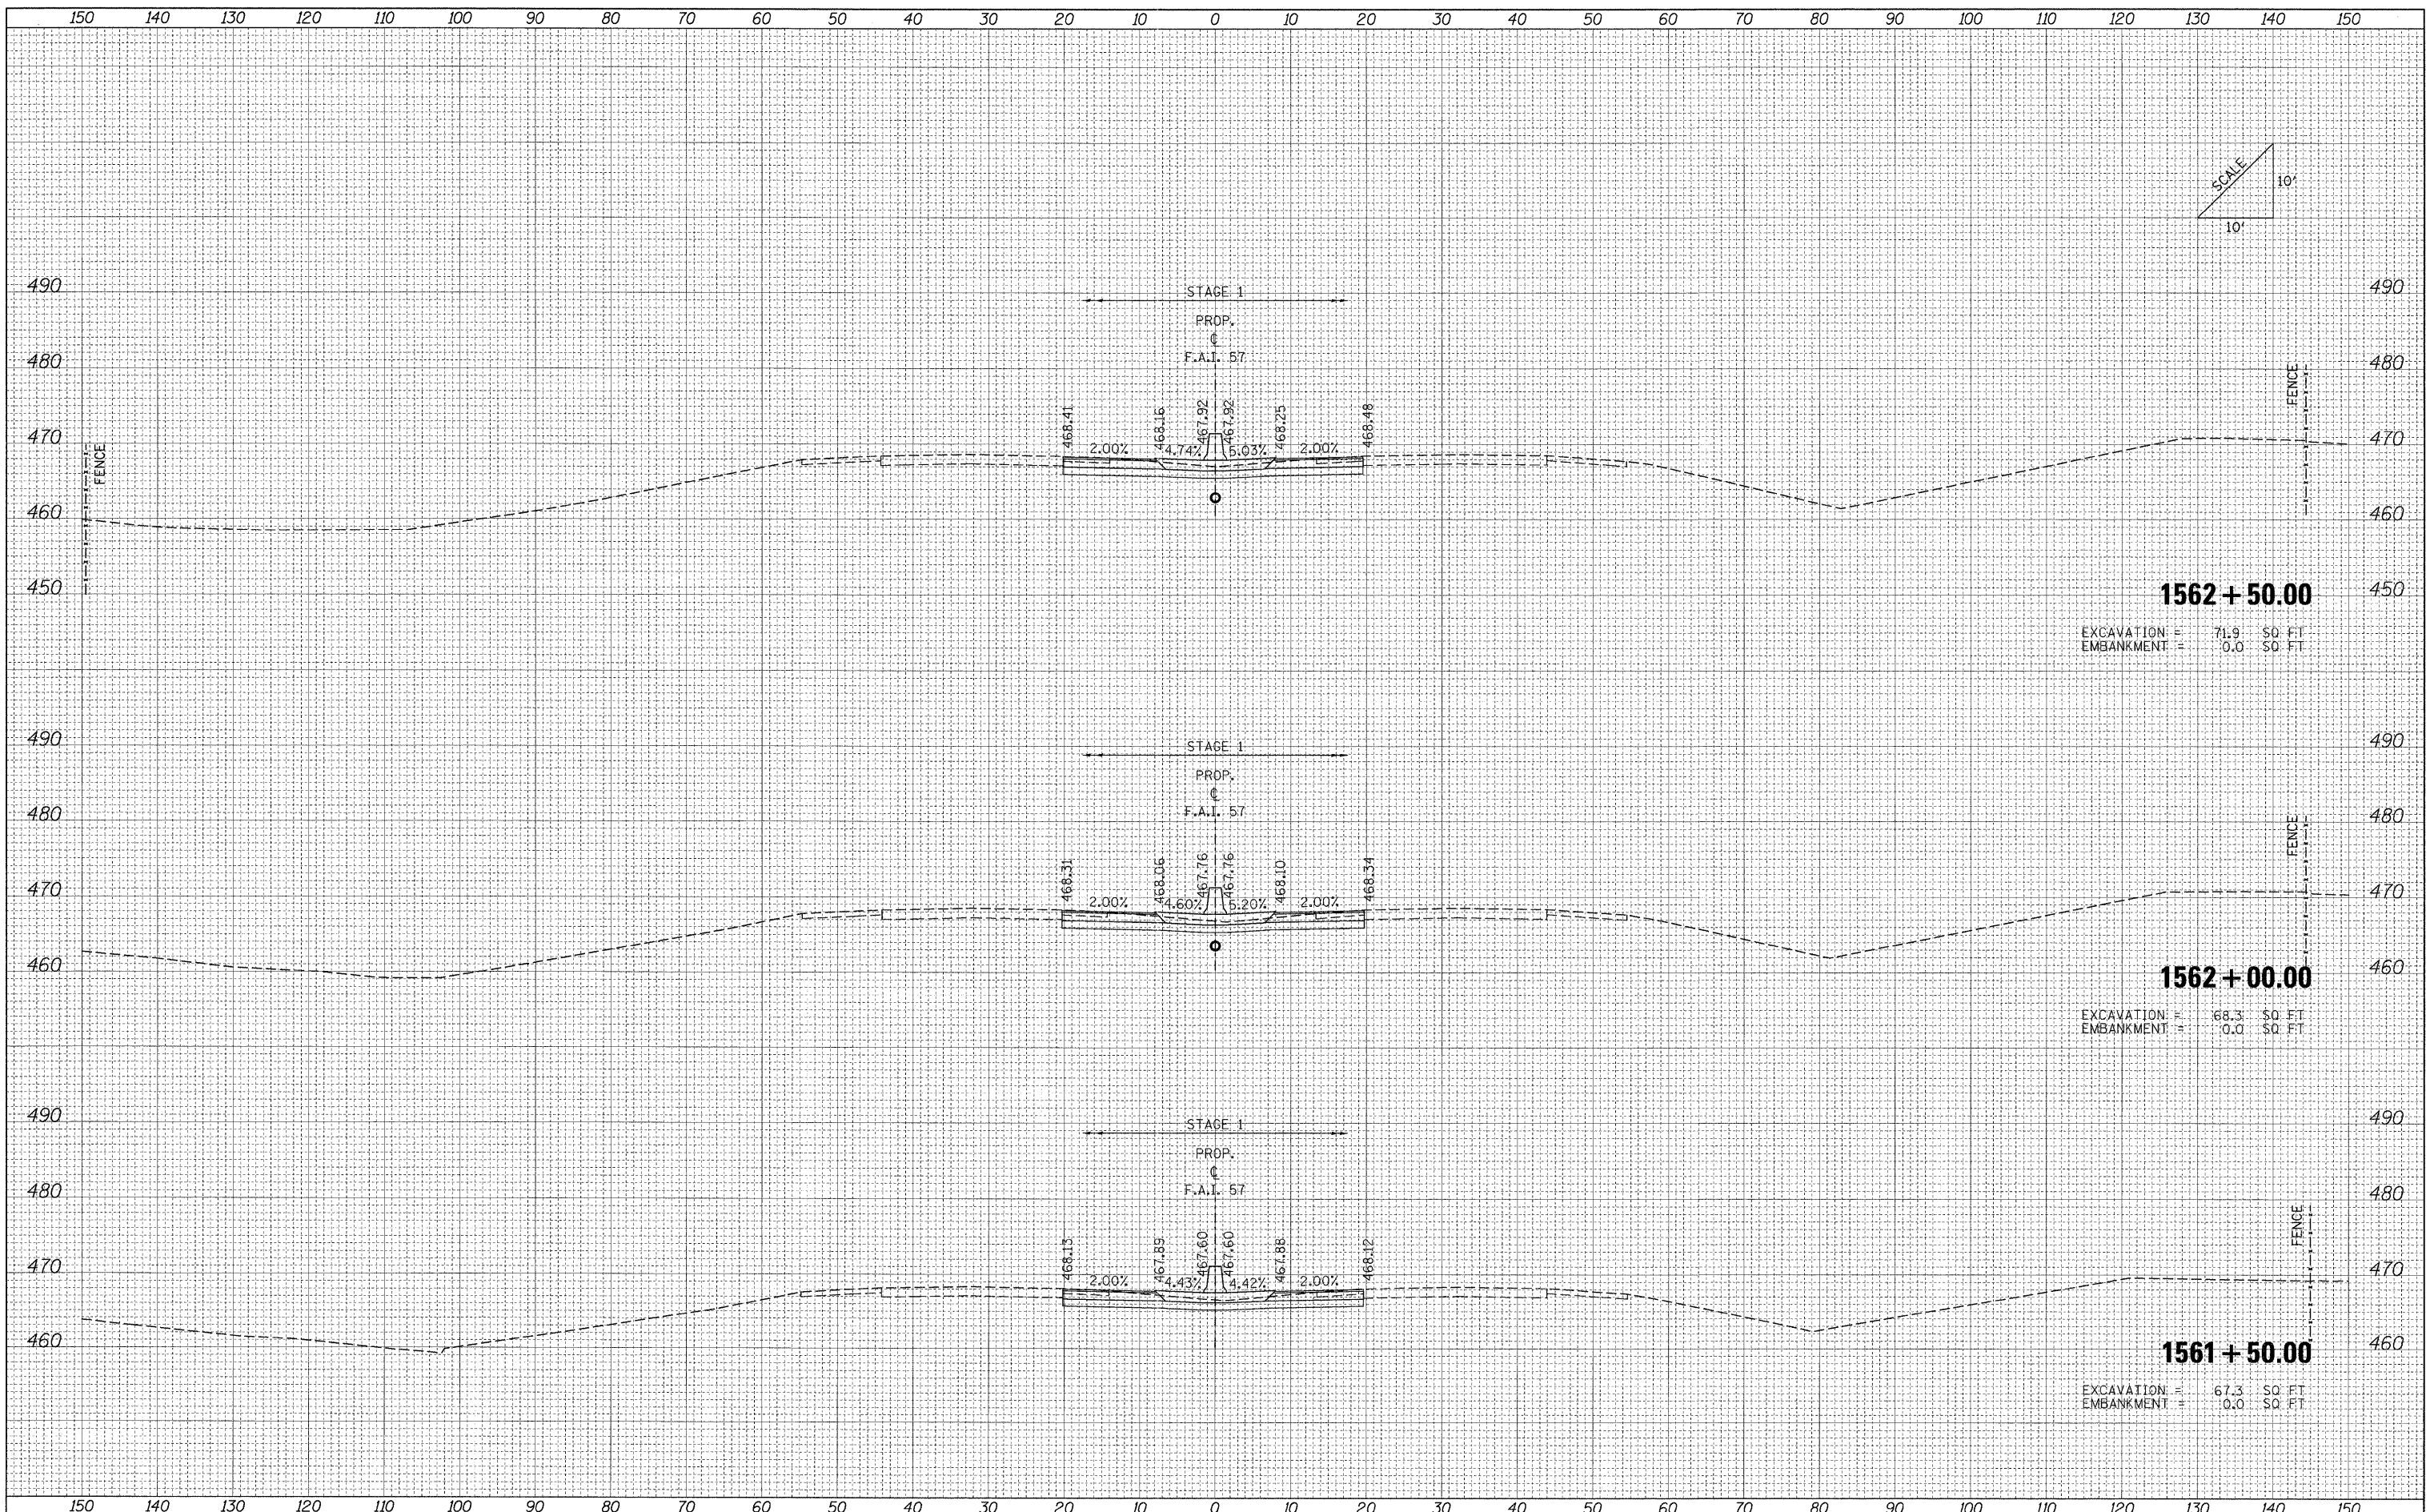 150 140 130 120 110 100 90 80 70 60 50 40 30 20 10 0 10 20 30 40 50 60 70 80 90 100 110 120 130 140 150
SCALE
10'
10'
490 490
STAGE 1
PROP.
℄
F.A.I. 57
480 480
FENCE
468.41 468.16 467.92 467.92 468.25 468.48
470 470
2.00% 4.74% 5.03% 2.00%
FENCE
460 460
450 450
1562+50.00
EXCAVATION = 71.9 SQ FT
EMBANKMENT = 0.0 SQ FT
490 490
STAGE 1
PROP.
℄
F.A.I. 57
480 480
FENCE
468.31 468.06 467.76 467.76 468.10 468.34
470 470
2.00% 4.60% 5.20% 2.00%
460 460
1562+00.00
EXCAVATION = 68.3 SQ FT
EMBANKMENT = 0.0 SQ FT
490 490
STAGE 1
PROP.
℄
F.A.I. 57
480 480
FENCE
468.13 467.89 467.60 467.60 467.88 468.12
470 470
2.00% 4.43% 4.42% 2.00%
460 460
1561+50.00
EXCAVATION = 67.3 SQ FT
EMBANKMENT = 0.0 SQ FT
150 140 130 120 110 100 90 80 70 60 50 40 30 20 10 0 10 20 30 40 50 60 70 80 90 100 110 120 130 140 150